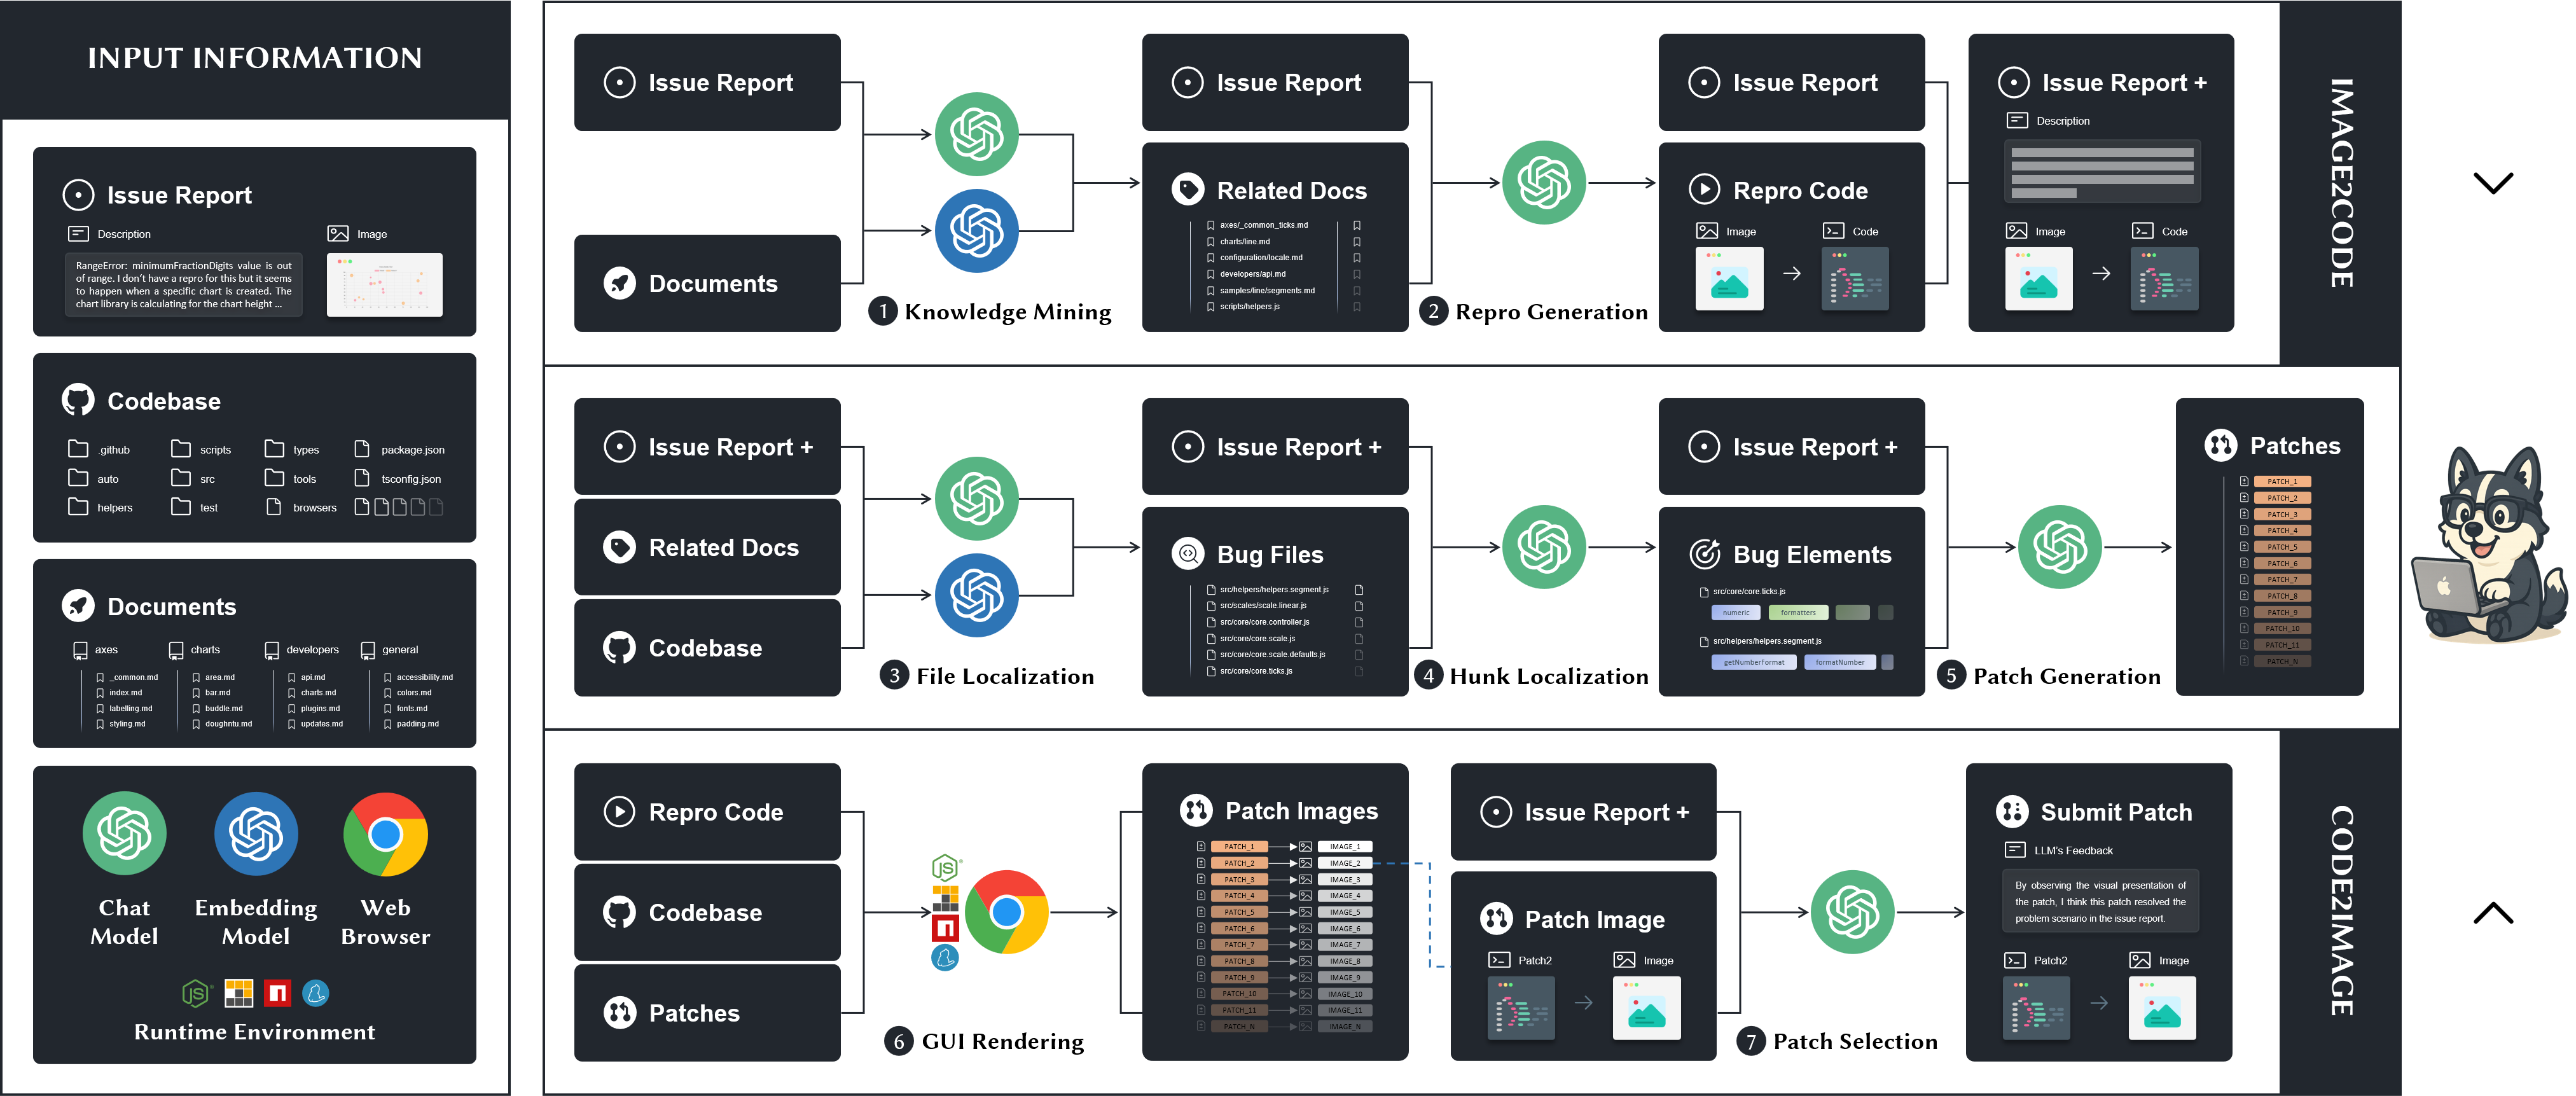 INPUT INFORMATION
Issue Report
Description
Image
RangeError: minimumFractionDigits value is out
of range. I don't have a repro for this but it seems
to happen when a specific chart is created. The
chart library is calculating for the chart height ...
Codebase
.github
scripts
types
package.json
auto
src
tools
tsconfig.json
helpers
test
browsers
Documents
axes
charts
developers
general
_common.md
area.md
api.md
accessibility.md
index.md
bar.md
charts.md
colors.md
labelling.md
buddle.md
plugins.md
fonts.md
styling.md
doughntu.md
updates.md
padding.md
Chat
Model
Embedding
Model
Web
Browser
JS
n
Runtime Environment
Issue Report
Documents
1 Knowledge Mining
Issue Report
Related Docs
axes/_common_ticks.md
charts/line.md
configuration/locale.md
developers/api.md
samples/line/segments.md
scripts/helpers.js
2 Repro Generation
Issue Report
Repro Code
Image
Code
Issue Report +
Description
Image
Code
IMAGE2CODE
Issue Report +
Related Docs
Codebase
3 File Localization
Issue Report +
Bug Files
src/helpers/helpers.segment.js
src/scales/scale.linear.js
src/core/core.controller.js
src/core/core.scale.js
src/core/core.scale.defaults.js
src/core/core.ticks.js
4 Hunk Localization
Issue Report +
Bug Elements
src/core/core.ticks.js
numeric
formatters
src/helpers/helpers.segment.js
getNumberFormat
formatNumber
5 Patch Generation
Patches
PATCH_1
PATCH_2
PATCH_3
PATCH_4
PATCH_5
PATCH_6
PATCH_7
PATCH_8
PATCH_9
PATCH_10
PATCH_11
PATCH_N
Repro Code
Codebase
Patches
JS
n
6 GUI Rendering
Patch Images
PATCH_1 IMAGE_1
PATCH_2 IMAGE_2
PATCH_3 IMAGE_3
PATCH_4 IMAGE_4
PATCH_5 IMAGE_5
PATCH_6 IMAGE_6
PATCH_7 IMAGE_7
PATCH_8 IMAGE_8
PATCH_9 IMAGE_9
PATCH_10 IMAGE_10
PATCH_11 IMAGE_11
PATCH_N IMAGE_N
Issue Report +
Patch Image
Patch2
Image
7 Patch Selection
Submit Patch
LLM's Feedback
By observing the visual presentation of
the patch, I think this patch resolved the
problem scenario in the issue report.
Patch2
Image
CODE2IMAGE